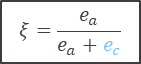 ξ = e_a / (e_a + e_c)